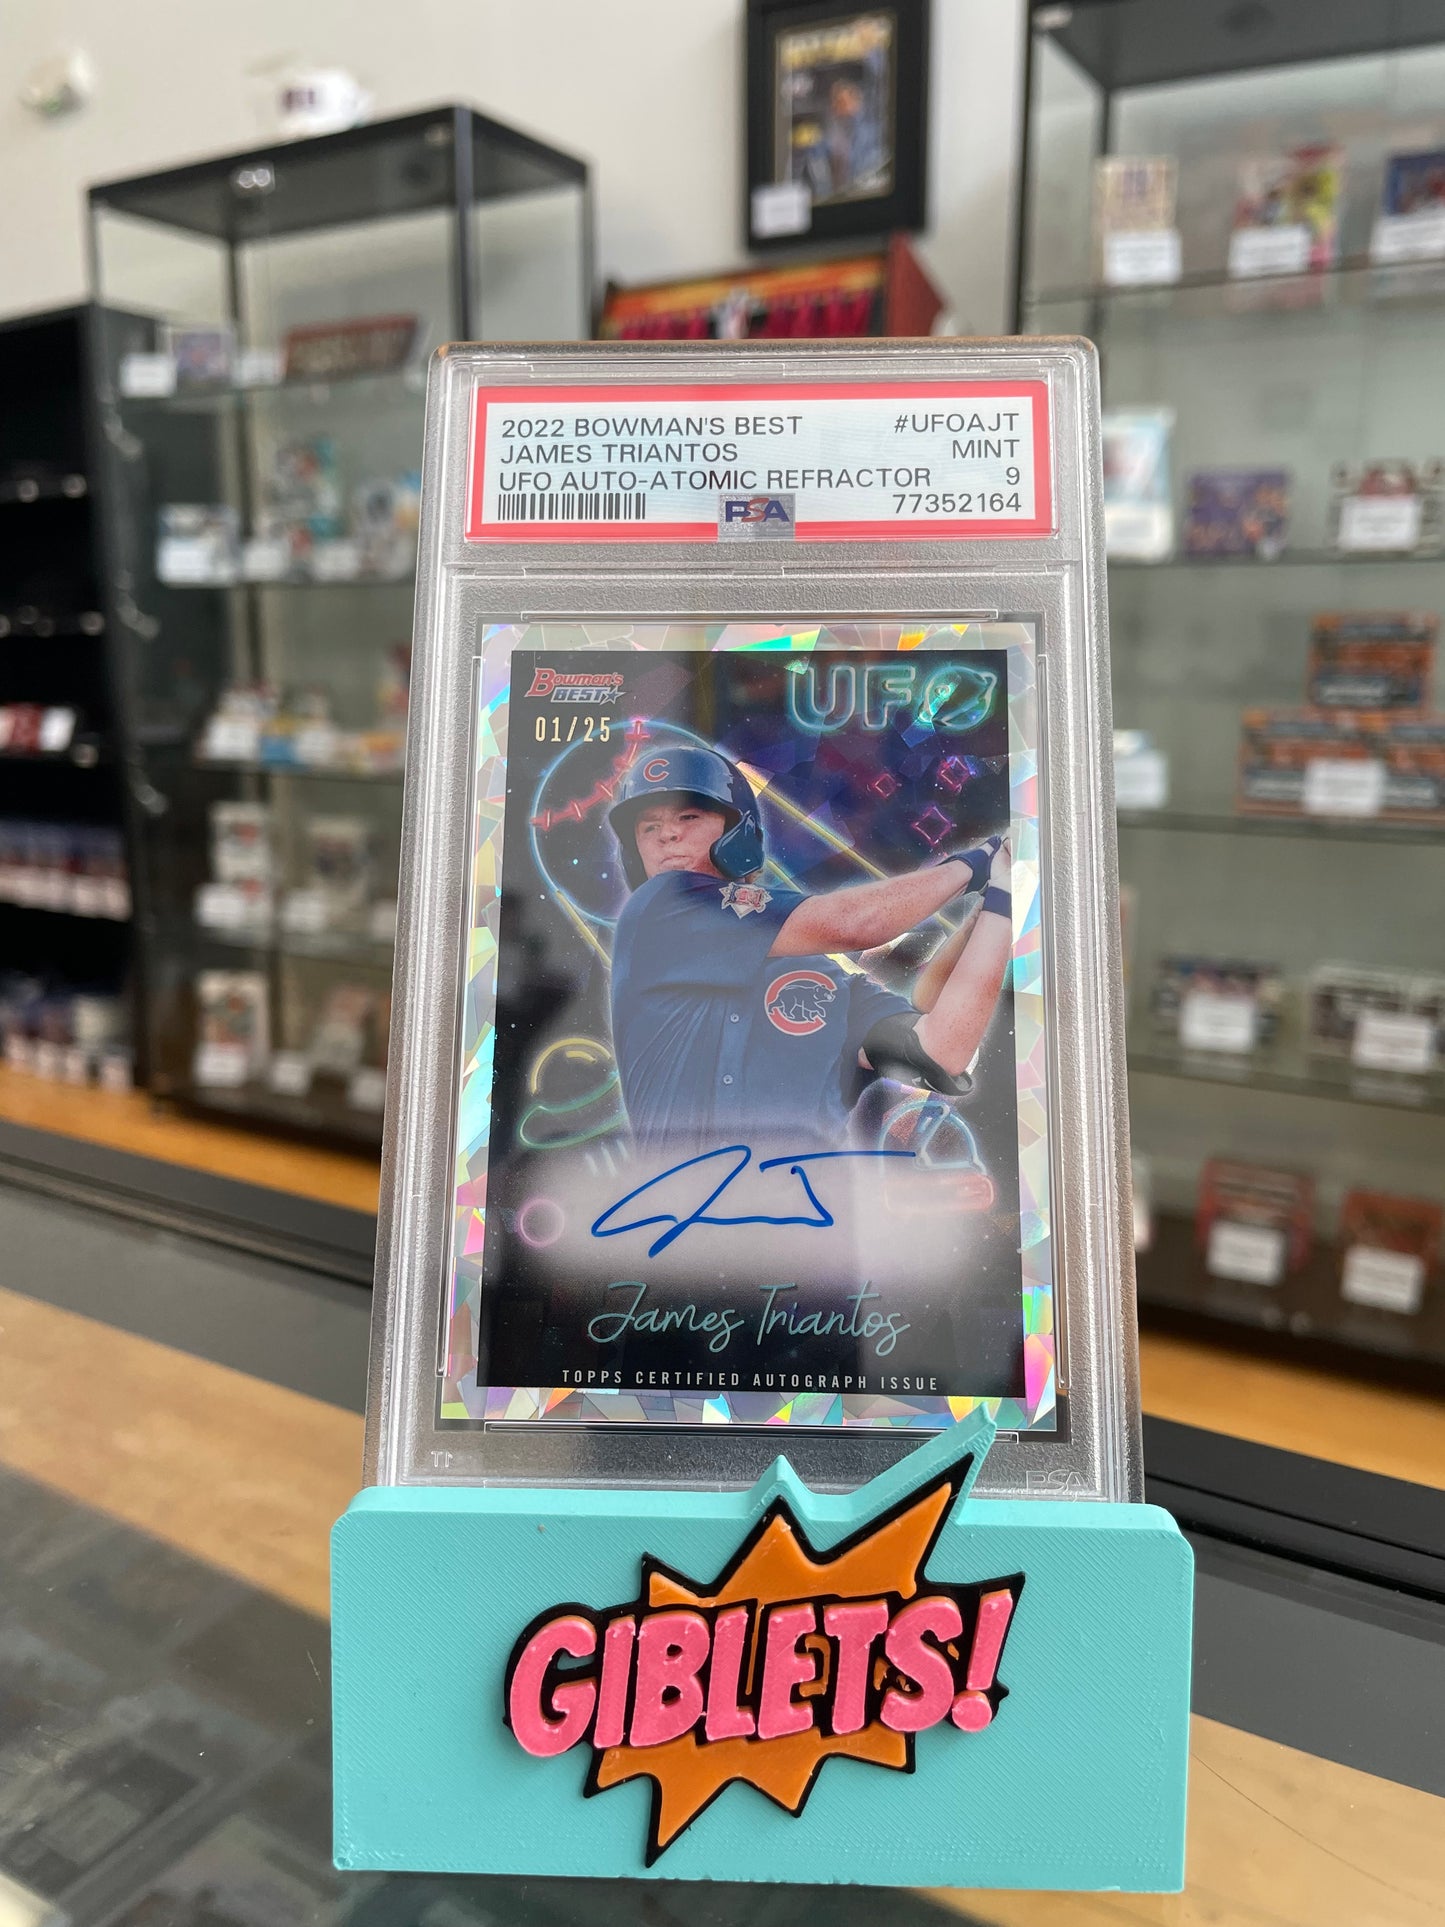 2022 BOWMAN'S BEST #UFOAJT
JAMES TRIANTOS MINT
UFO AUTO-ATOMIC REFRACTOR 9
77352164
PSA
Bowman's
BEST
UFO
01/25
C
James Triantos
TOPPS CERTIFIED AUTOGRAPH ISSUE
PSA
GIBLETS!